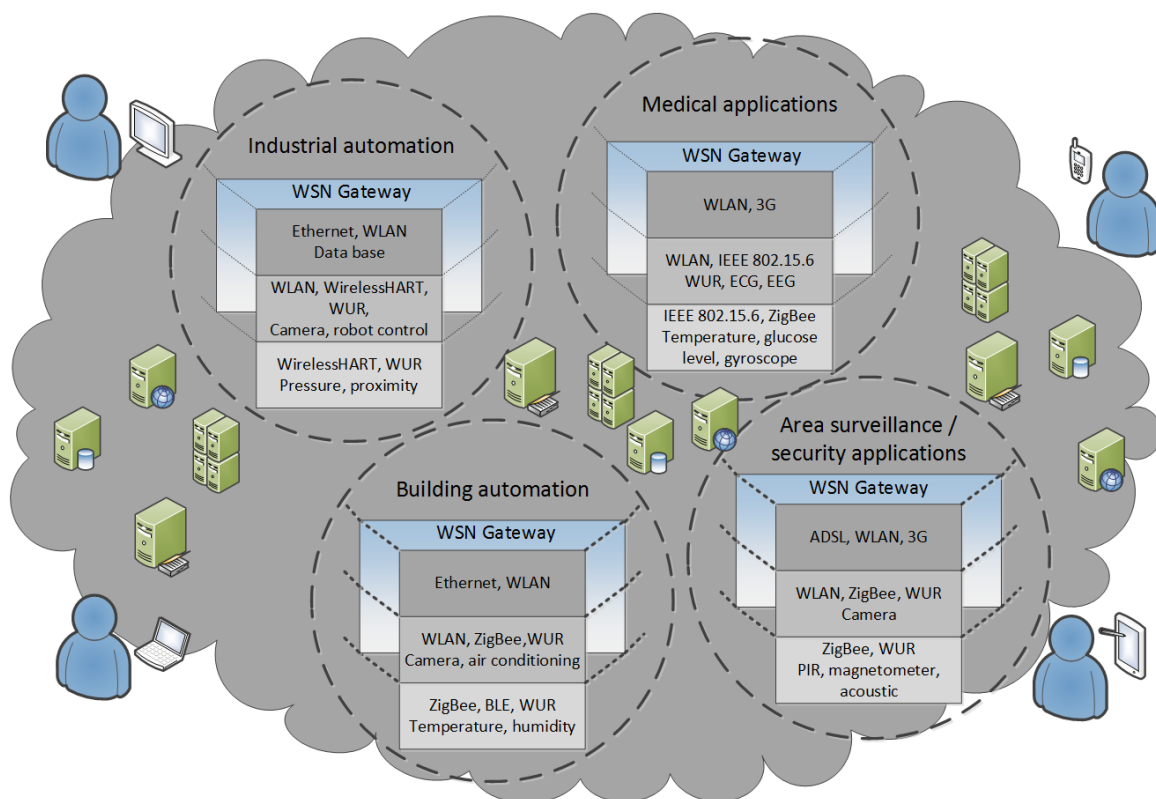 Industrial automation
WSN Gateway
Ethernet, WLAN
Data base
WLAN, WirelessHART,
WUR,
Camera, robot control
WirelessHART, WUR
Pressure, proximity
Medical applications
WSN Gateway
WLAN, 3G
WLAN, IEEE 802.15.6
WUR, ECG, EEG
IEEE 802.15.6, ZigBee
Temperature, glucose
level, gyroscope
Building automation
WSN Gateway
Ethernet, WLAN
WLAN, ZigBee,WUR
Camera, air conditioning
ZigBee, BLE, WUR
Temperature, humidity
Area surveillance /
security applications
WSN Gateway
ADSL, WLAN, 3G
WLAN, ZigBee, WUR
Camera
ZigBee, WUR
PIR, magnetometer,
acoustic